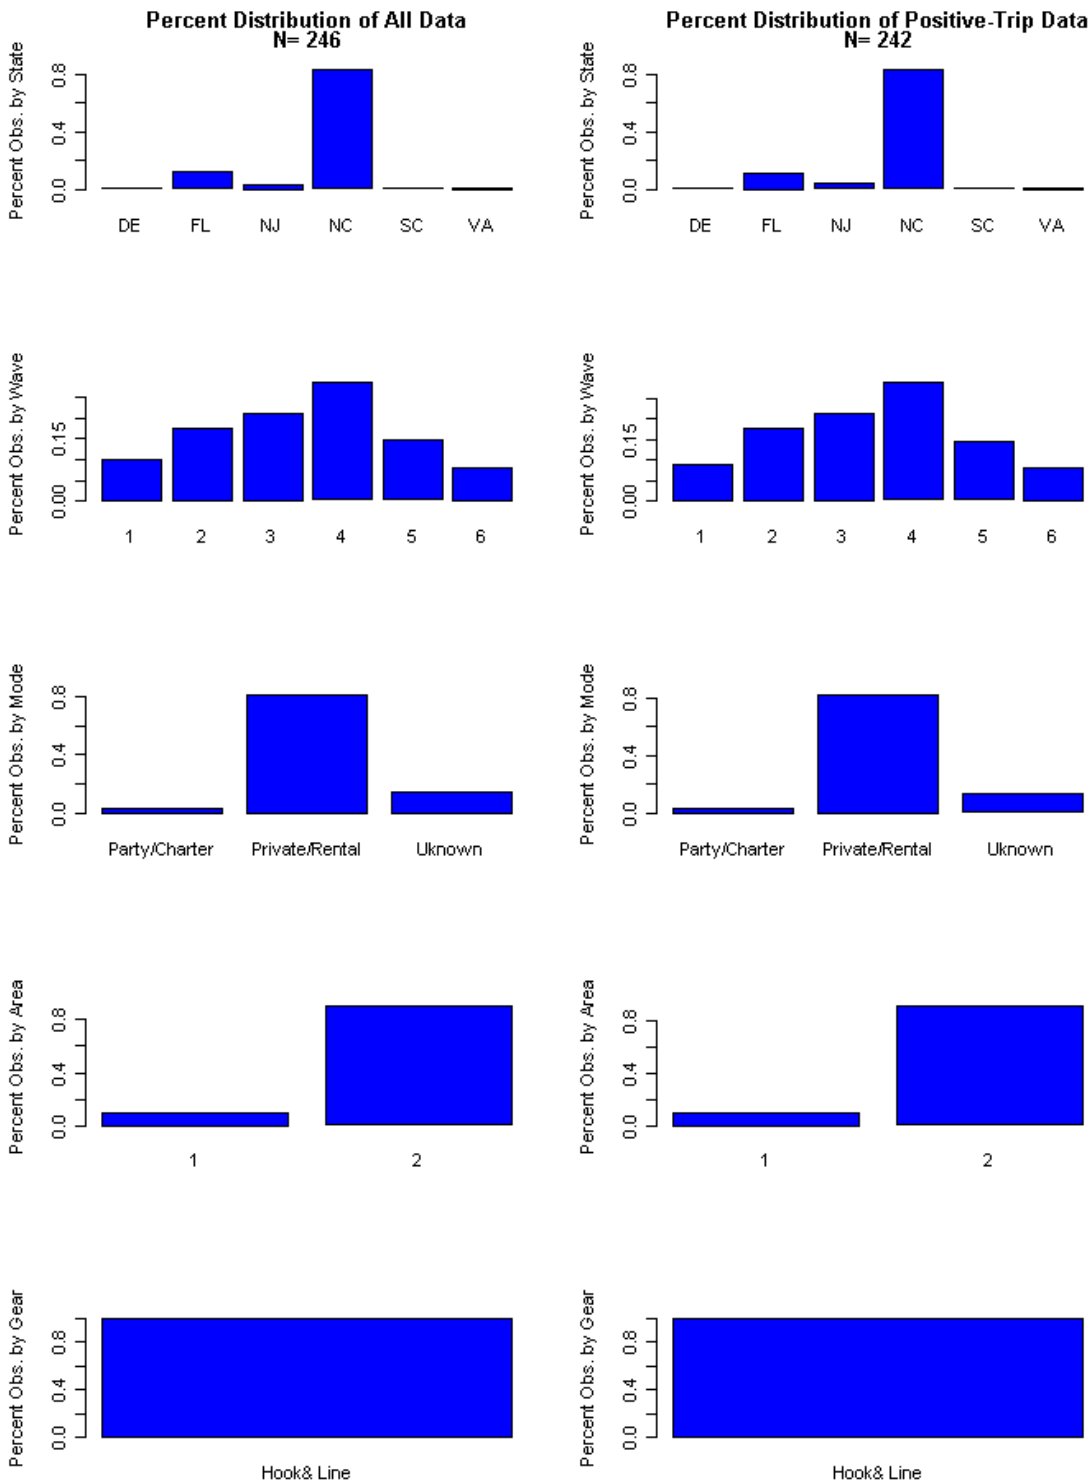 Percent Distribution of All Data
N= 246
Percent Obs. by State
0.0 0.4 0.8
DE FL NJ NC SC VA
Percent Distribution of Positive-Trip Data
N= 242
Percent Obs. by State
0.0 0.4 0.8
DE FL NJ NC SC VA
Percent Obs. by Wave
0.00 0.15
1 2 3 4 5 6
Percent Obs. by Wave
0.00 0.15
1 2 3 4 5 6
Percent Obs. by Mode
0.0 0.4 0.8
Party/Charter Private/Rental Uknown
Percent Obs. by Mode
0.0 0.4 0.8
Party/Charter Private/Rental Uknown
Percent Obs. by Area
0.0 0.4 0.8
1 2
Percent Obs. by Area
0.0 0.4 0.8
1 2
Percent Obs. by Gear
0.0 0.4 0.8
Hook& Line
Percent Obs. by Gear
0.0 0.4 0.8
Hook& Line